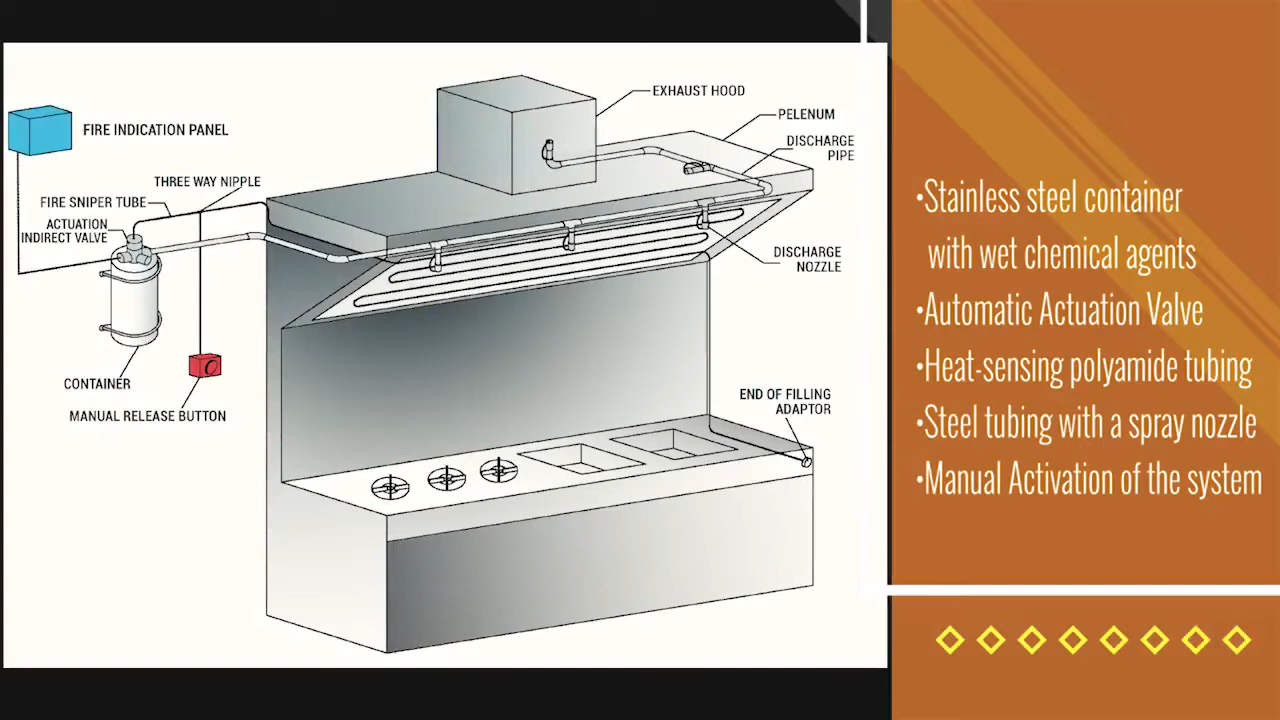 EXHAUST HOOD
PELENUM
FIRE INDICATION PANEL
DISCHARGE
PIPE
THREE WAY NIPPLE
FIRE SNIPER TUBE
ACTUATION
INDIRECT VALVE
DISCHARGE
NOZZLE
CONTAINER
MANUAL RELEASE BUTTON
END OF FILLING
ADAPTOR
•Stainless steel container
with wet chemical agents
•Automatic Actuation Valve
•Heat-sensing polyamide tubing
•Steel tubing with a spray nozzle
•Manual Activation of the system